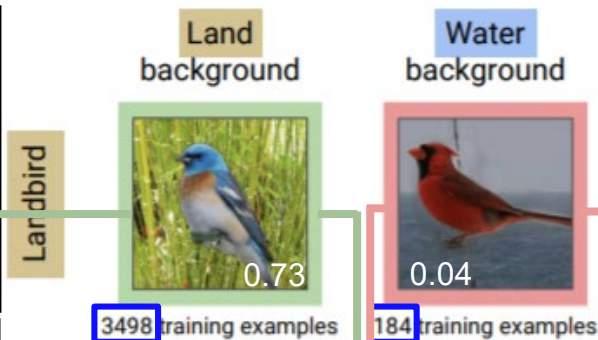 Land
background
Water
background
Landbird
0.73
0.04
3498 training examples
184 training examples